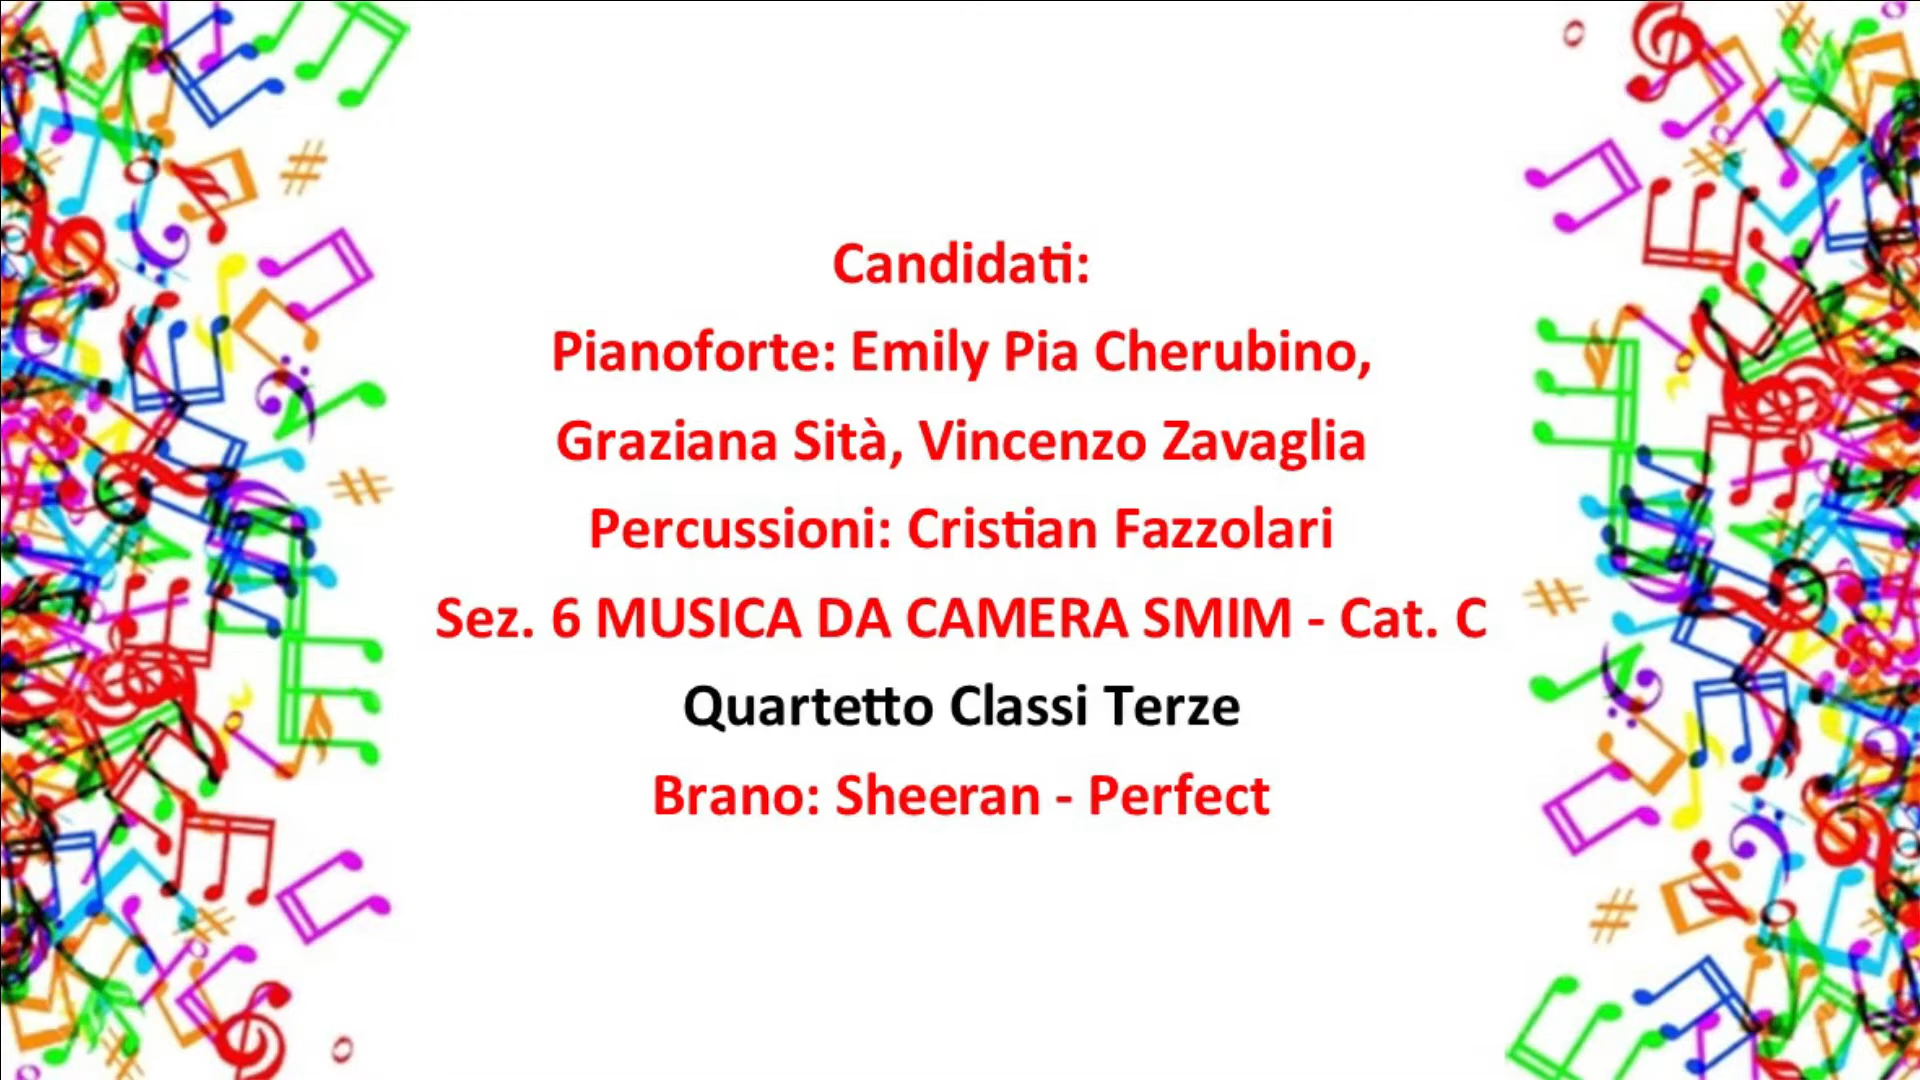 Candidati:
Pianoforte: Emily Pia Cherubino,
Graziana Sità, Vincenzo Zavaglia
Percussioni: Cristian Fazzolari
Sez. 6 MUSICA DA CAMERA SMIM - Cat. C
Quartetto Classi Terze
Brano: Sheeran - Perfect